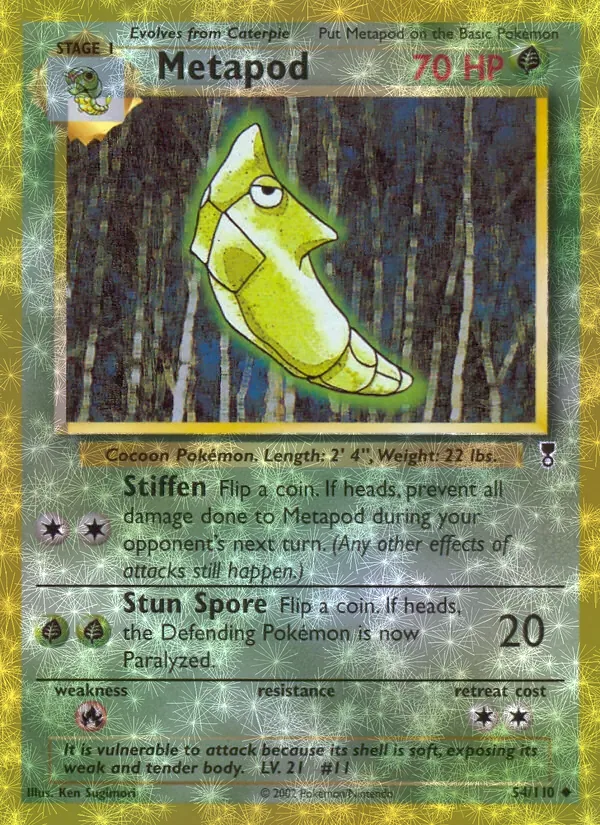 Evolves from Caterpie Put Metapod on the Basic Pokémon
STAGE 1
Metapod 70 HP
Cocoon Pokémon. Length: 2' 4", Weight: 22 lbs.
Stiffen Flip a coin. If heads, prevent all
damage done to Metapod during your
opponent's next turn. (Any other effects of
attacks still happen.)
Stun Spore Flip a coin. If heads,
the Defending Pokémon is now
Paralyzed.
20
weakness resistance retreat cost
It is vulnerable to attack because its shell is soft, exposing its
weak and tender body. LV. 21 #11
Illus. Ken Sugimori © 2002 Pokémon/Nintendo 54/110